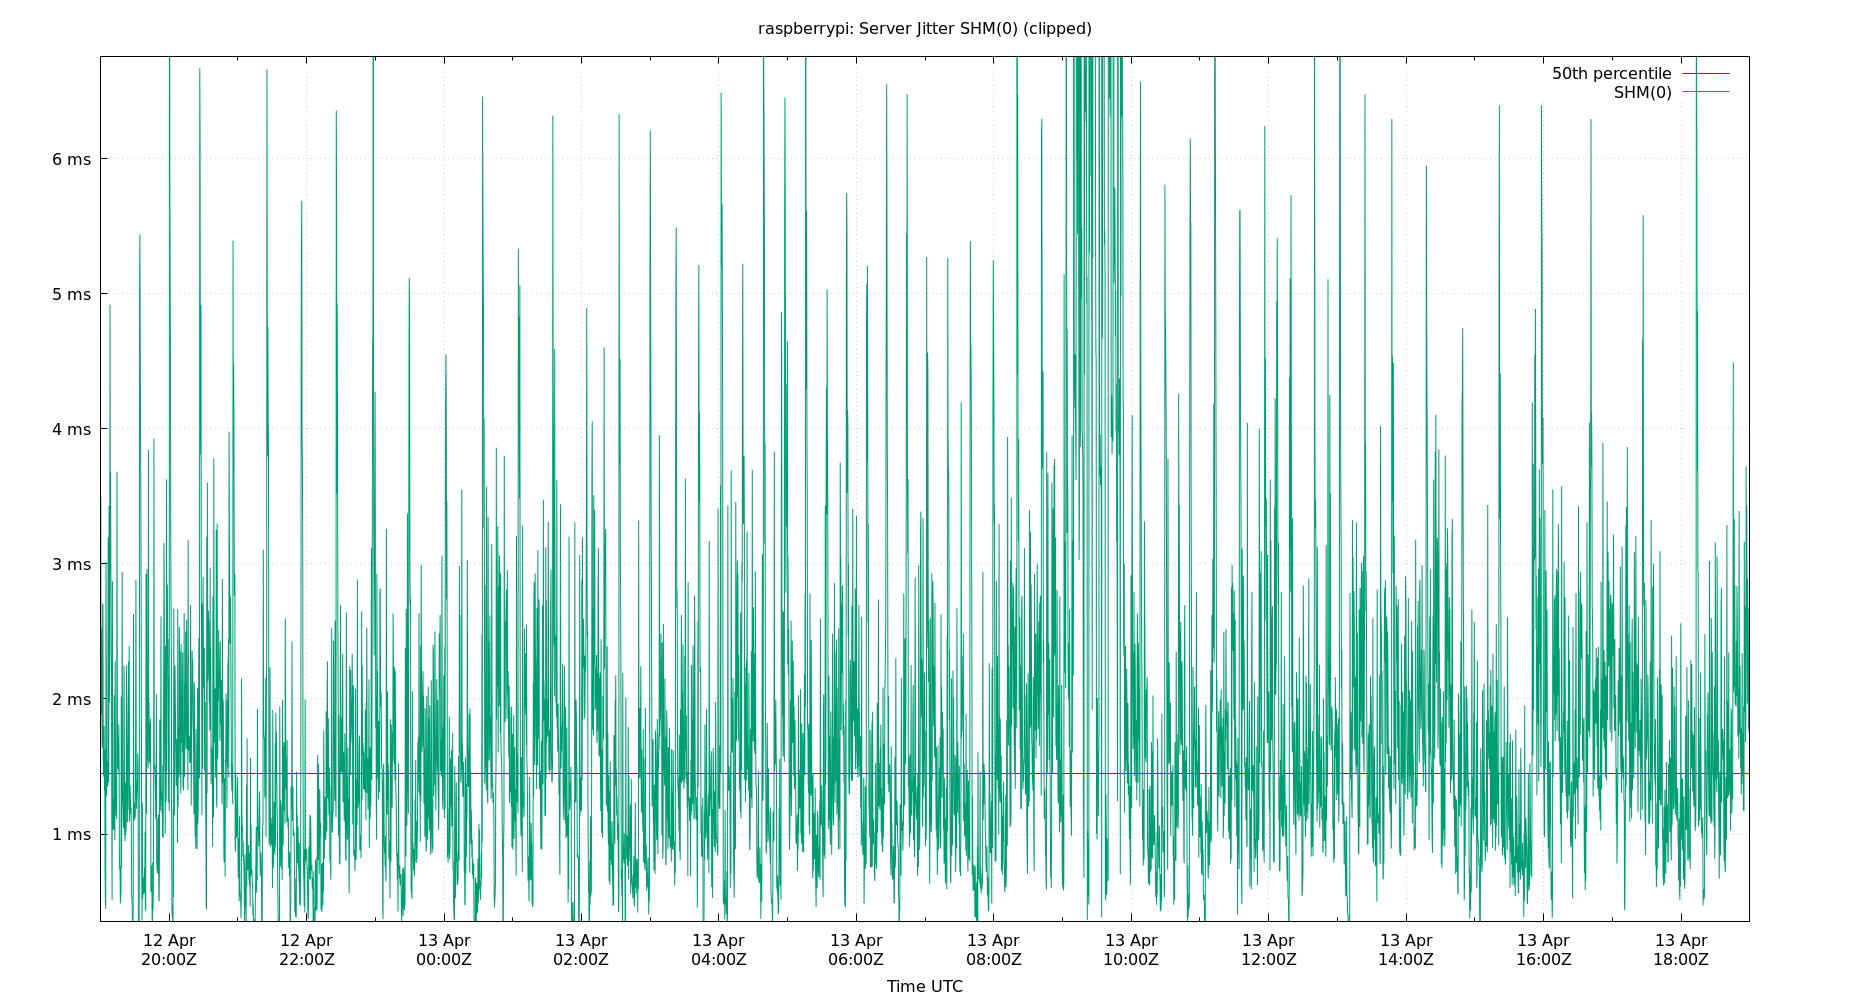 raspberrypi: Server Jitter SHM(0) (clipped)
50th percentile
SHM(0)
6 ms
5 ms
4 ms
3 ms
2 ms
1 ms
12 Apr 12 Apr 13 Apr 13 Apr 13 Apr 13 Apr 13 Apr 13 Apr 13 Apr 13 Apr 13 Apr 13 Apr
20:00Z 22:00Z 00:00Z 02:00Z 04:00Z 06:00Z 08:00Z 10:00Z 12:00Z 14:00Z 16:00Z 18:00Z
Time UTC